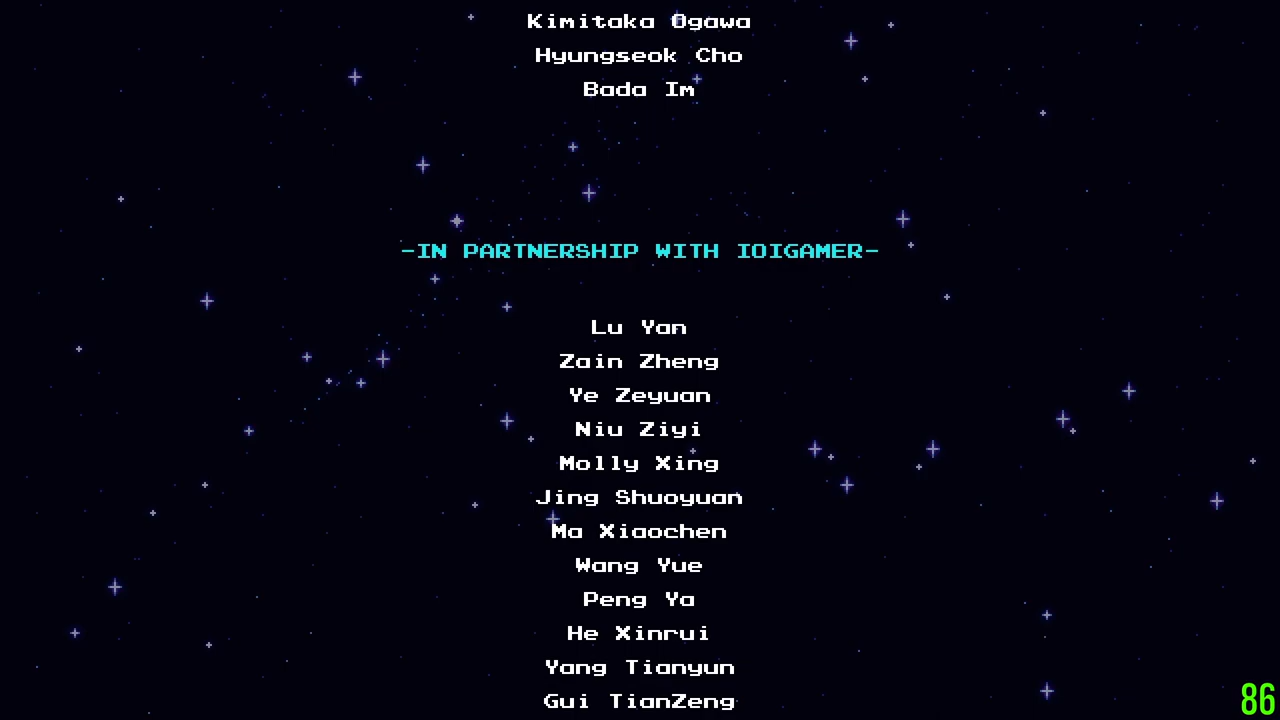 Kimitaka Ogawa
Hyungseok Cho
Bada Im
-IN PARTNERSHIP WITH IOIGAMER-
Lu Yan
Zain Zheng
Ye Zeyuan
Niu Ziyi
Molly Xing
Jing Shuoyuan
Ma Xiaochen
Wang Yue
Peng Ya
He Xinrui
Yang Tianyun
Gui TianZeng
86